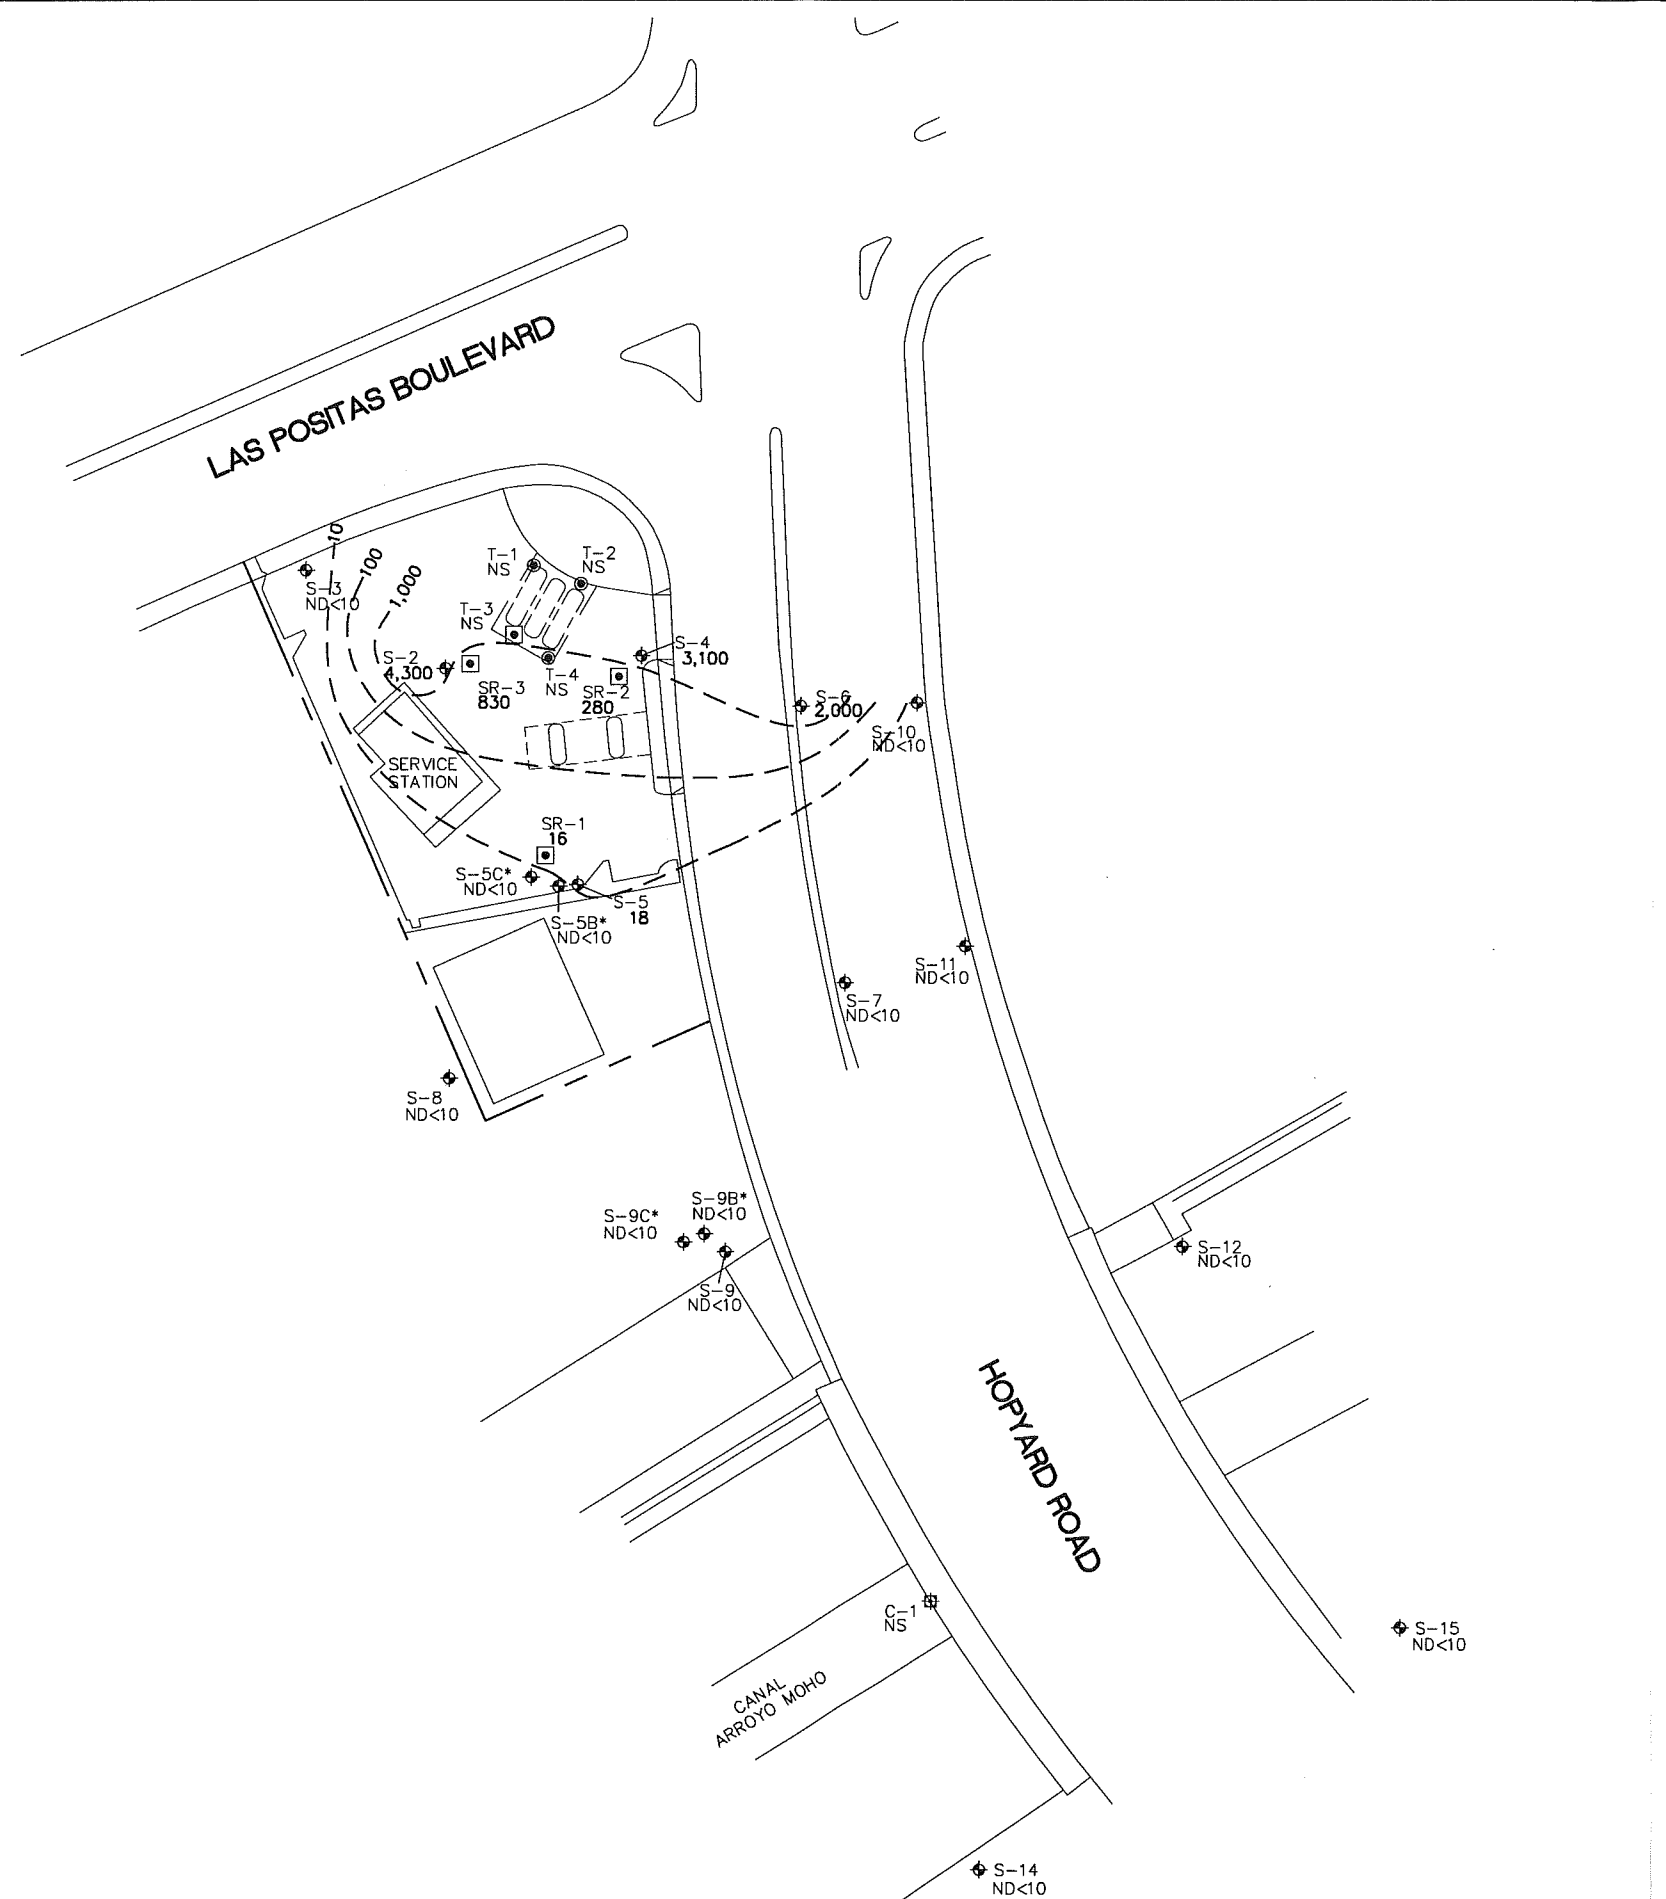 LAS POSITAS BOULEVARD
10
100
1,000
S-3
ND<10
T-1
NS
T-2
NS
T-3
NS
S-2
4,300
SR-3
830
T-4
NS
SR-2
280
S-4
3,100
S-6
2,000
S-10
ND<10
SERVICE
STATION
SR-1
16
S-5C*
ND<10
S-5B*
ND<10
S-5
18
S-11
ND<10
S-7
ND<10
S-8
ND<10
S-9C*
ND<10
S-9B*
ND<10
S-9
ND<10
S-12
ND<10
HOPYARD ROAD
C-1
NS
S-15
ND<10
CANAL
ARROYO MOHO
S-14
ND<10